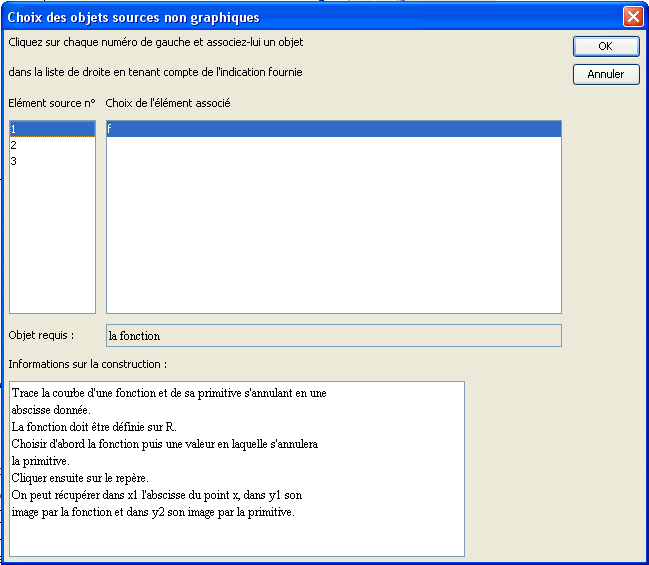 Choix des objets sources non graphiques
Cliquez sur chaque numéro de gauche et associez-lui un objet
dans la liste de droite en tenant compte de l'indication fournie
OK
Annuler
Elément source n° Choix de l'élément associé
1 f
2
3
Objet requis : la fonction
Informations sur la construction :
Trace la courbe d'une fonction et de sa primitive s'annulant en une
abscisse donnée.
La fonction doit être définie sur R.
Choisir d'abord la fonction puis une valeur en laquelle s'annulera
la primitive.
Cliquer ensuite sur le repère.
On peut récupérer dans x1 l'abscisse du point x, dans y1 son
image par la fonction et dans y2 son image par la primitive.